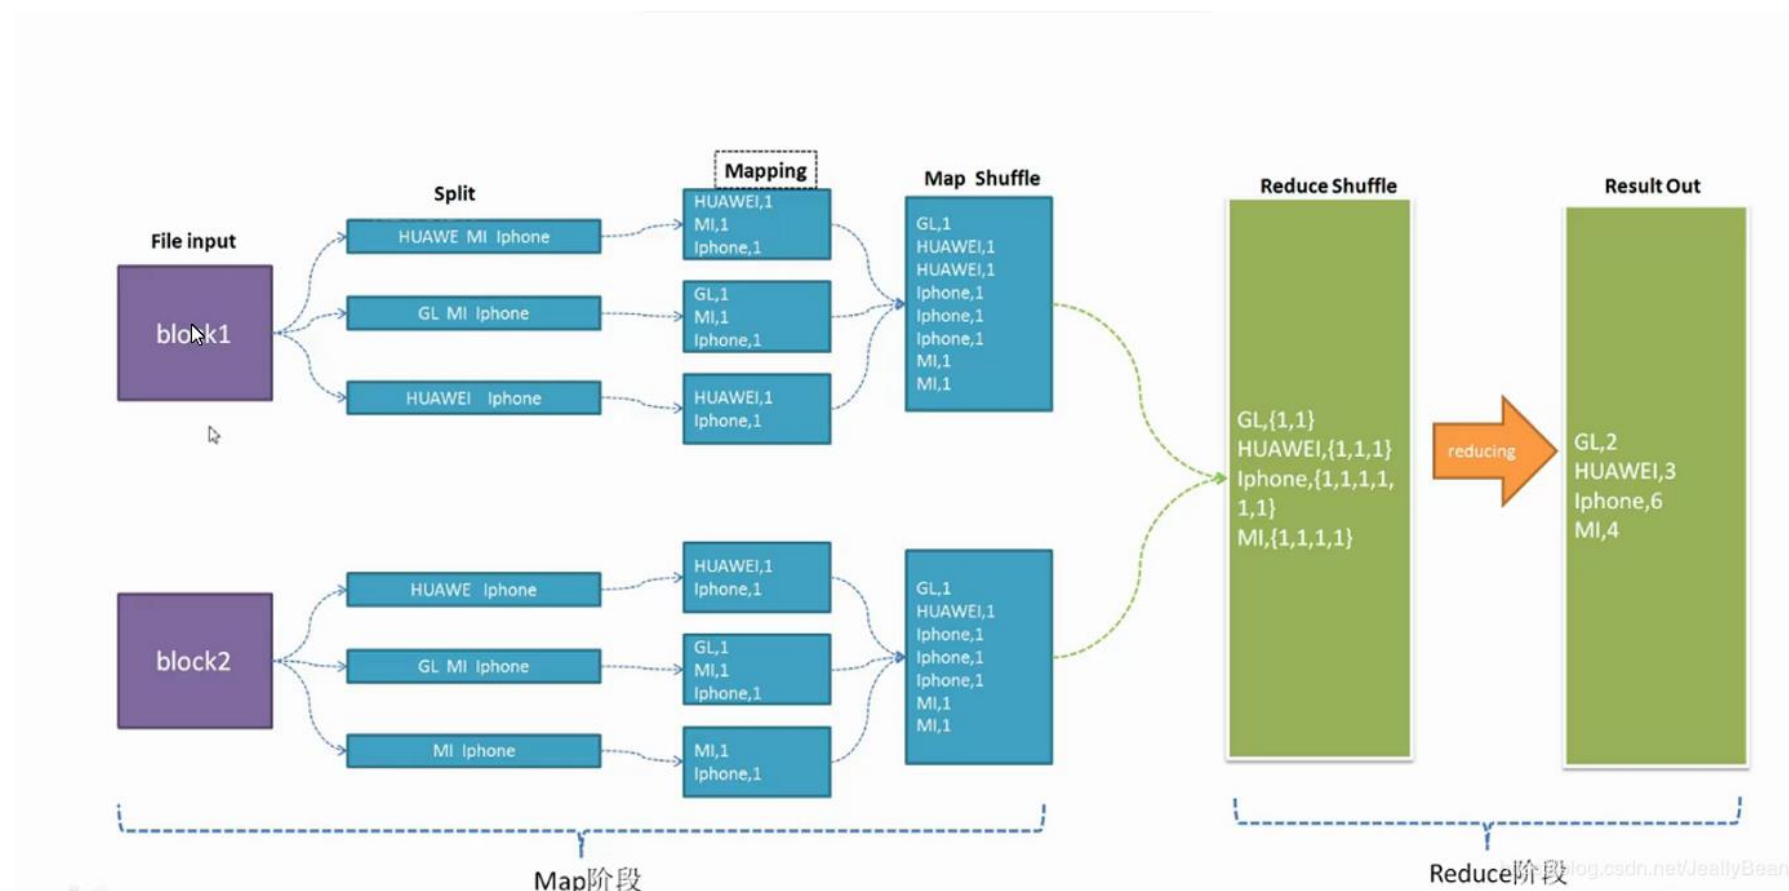 File input
block1
block2
Split
HUAWE MI Iphone
GL MI Iphone
HUAWEI Iphone
HUAWE Iphone
GL MI Iphone
MI Iphone
Mapping
HUAWEI,1
MI,1
Iphone,1
GL,1
MI,1
Iphone,1
HUAWEI,1
Iphone,1
HUAWEI,1
Iphone,1
GL,1
MI,1
Iphone,1
MI,1
Iphone,1
Map Shuffle
GL,1
HUAWEI,1
HUAWEI,1
Iphone,1
Iphone,1
Iphone,1
MI,1
MI,1
GL,1
HUAWEI,1
Iphone,1
Iphone,1
Iphone,1
MI,1
MI,1
Map阶段
Reduce Shuffle
GL,{1,1}
HUAWEI,{1,1,1}
Iphone,{1,1,1,1,
1,1}
MI,{1,1,1,1}
reducing
Result Out
GL,2
HUAWEI,3
Iphone,6
MI,4
Reduce阶段
log.csdn.net/JeallyBean